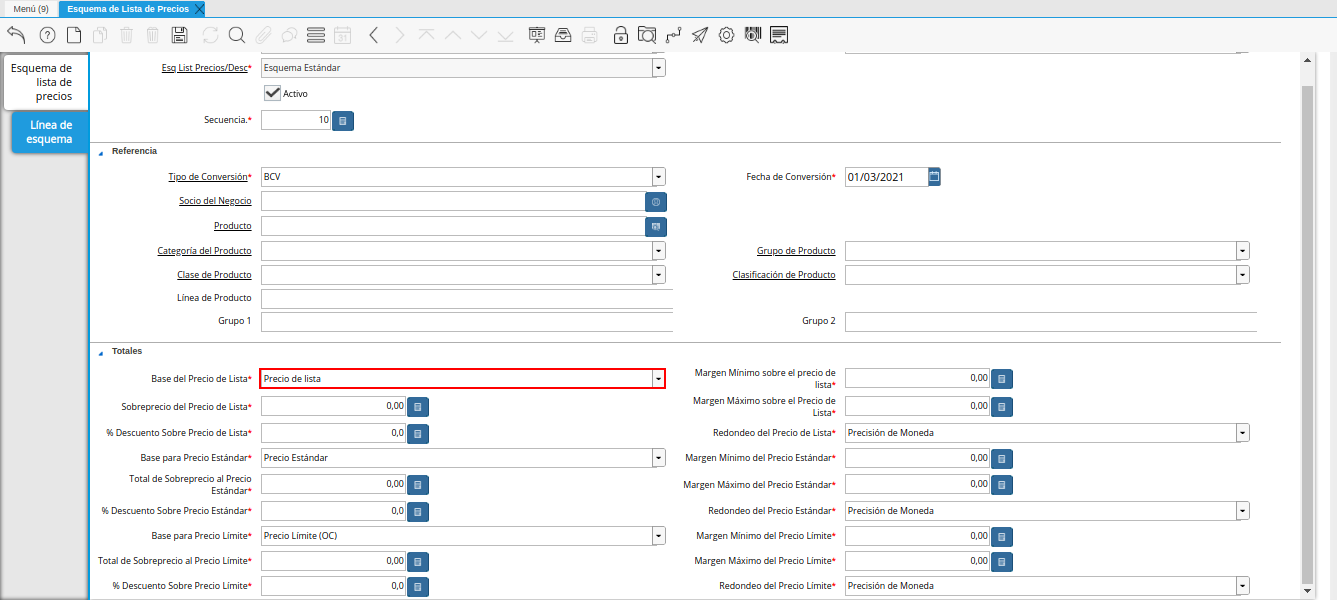 Menú (9)
Esquema de Lista de Precios
31
Esquema de
lista de
precios
Línea de
esquema
Esq List Precios/Desc*
Esquema Estándar
Activo
Secuencia.*
10
Referencia
Tipo de Conversión*
BCV
Fecha de Conversión*
01/03/2021
Socio del Negocio
Producto
Categoría del Producto
Grupo de Producto
Clase de Producto
Clasificación de Producto
Línea de Producto
Grupo 1
Grupo 2
Totales
Base del Precio de Lista*
Precio de lista
Margen Mínimo sobre el precio de
lista*
0,00
Sobreprecio del Precio de Lista*
0,00
Margen Máximo sobre el Precio de
Lista*
0,00
% Descuento Sobre Precio de Lista*
0,0
Redondeo del Precio de Lista*
Precisión de Moneda
Base para Precio Estándar*
Precio Estándar
Margen Mínimo del Precio Estándar*
0,00
Total de Sobreprecio al Precio
Estándar*
0,00
Margen Máximo del Precio Estándar*
0,00
% Descuento Sobre Precio Estándar*
0,0
Redondeo del Precio Estándar*
Precisión de Moneda
Base para Precio Límite*
Precio Límite (OC)
Margen Mínimo del Precio Límite*
0,00
Total de Sobreprecio al Precio Límite*
0,00
Margen Máximo del Precio Límite*
0,00
% Descuento Sobre Precio Límite*
0,0
Redondeo del Precio Límite*
Precisión de Moneda